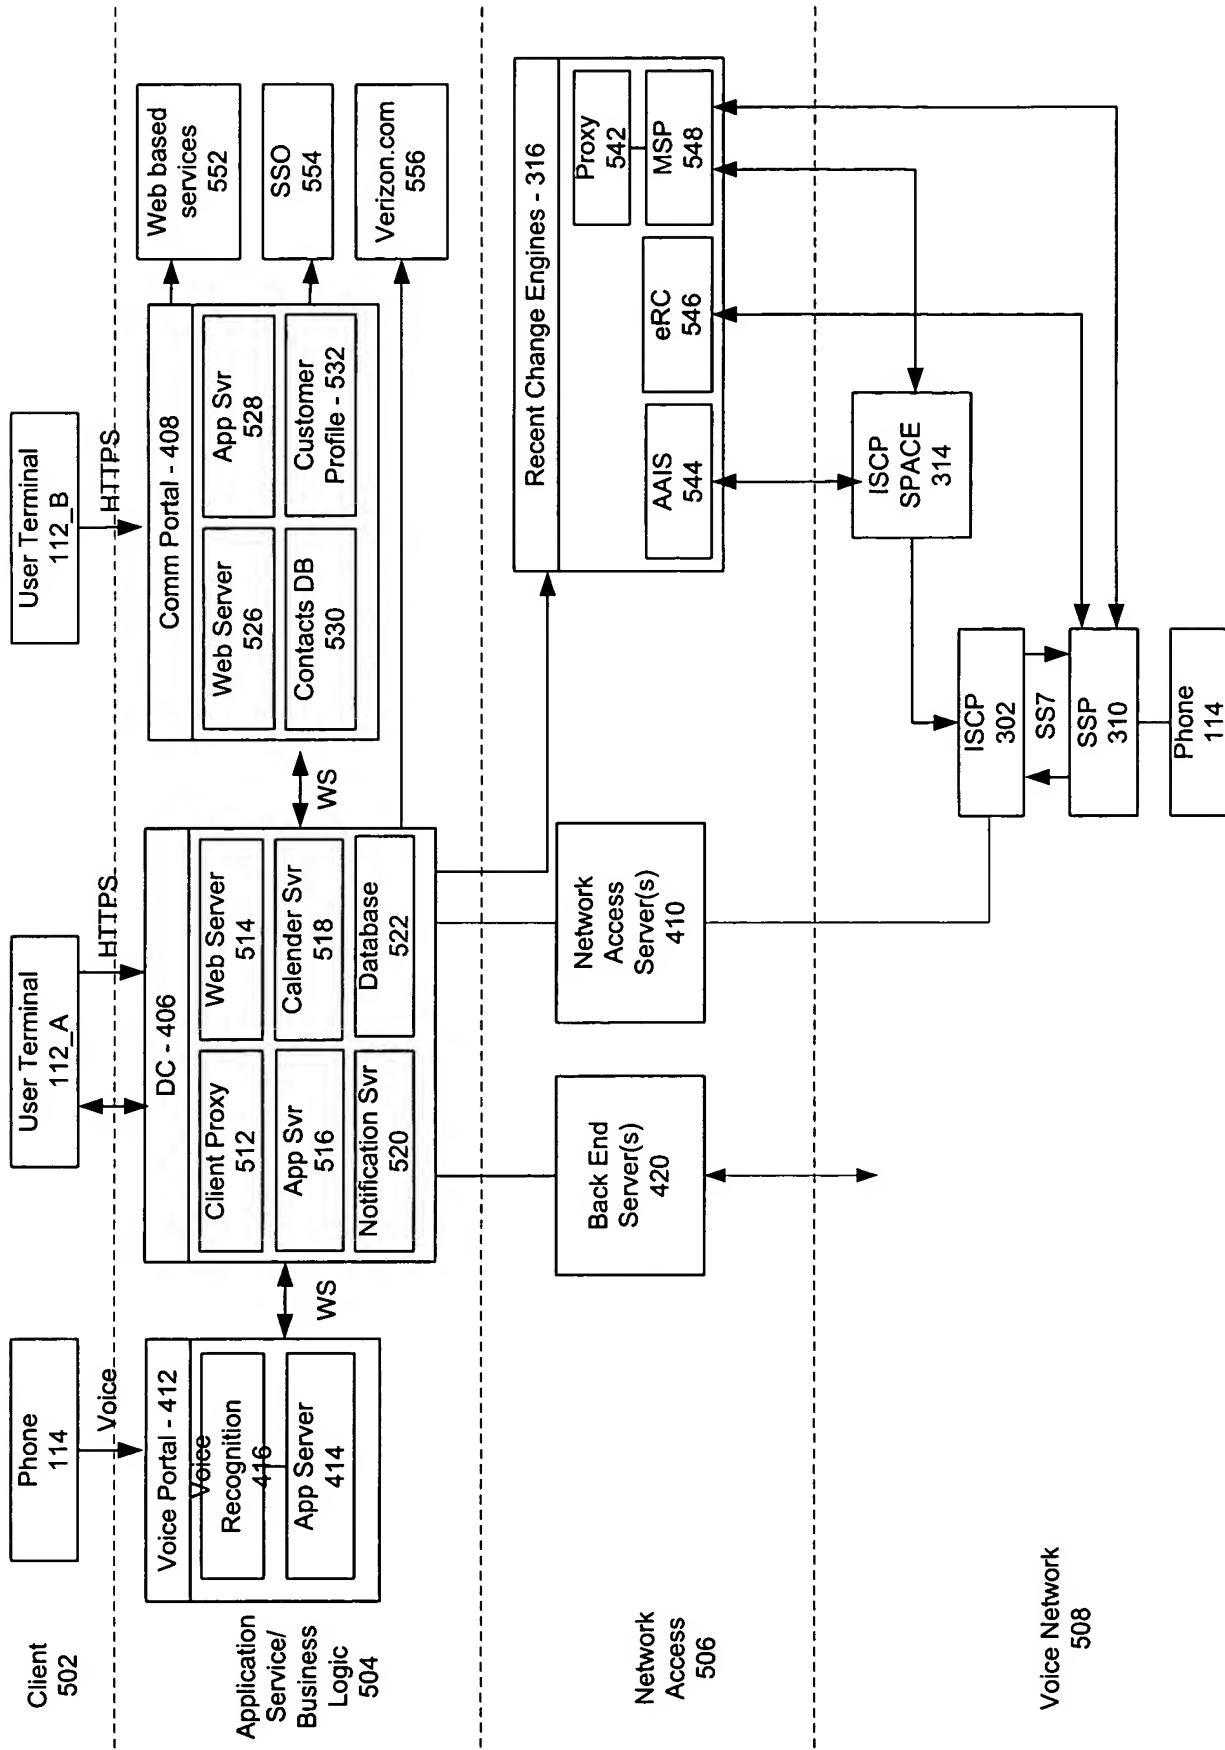 Client
502
Phone
114
User Terminal
112_A
User Terminal
112_B
Voice
HTTPS
HTTPS
Application
Service/
Business
Logic
504
Voice Portal - 412
Voice
Recognition
416
App Server
414
WS
DC - 406
Client Proxy
512
Web Server
514
App Svr
516
Calender Svr
518
Notification Svr
520
Database
522
WS
Comm Portal - 408
Web Server
526
App Svr
528
Contacts DB
530
Customer
Profile - 532
Web based
services
552
SSO
554
Verizon.com
556
Network
Access
506
Back End
Server(s)
420
Network
Access
Server(s)
410
Recent Change Engines - 316
Proxy
542
AAIS
544
eRC
546
MSP
548
Voice Network
508
ISCP
SPACE
314
ISCP
302
SS7
SSP
310
Phone
114